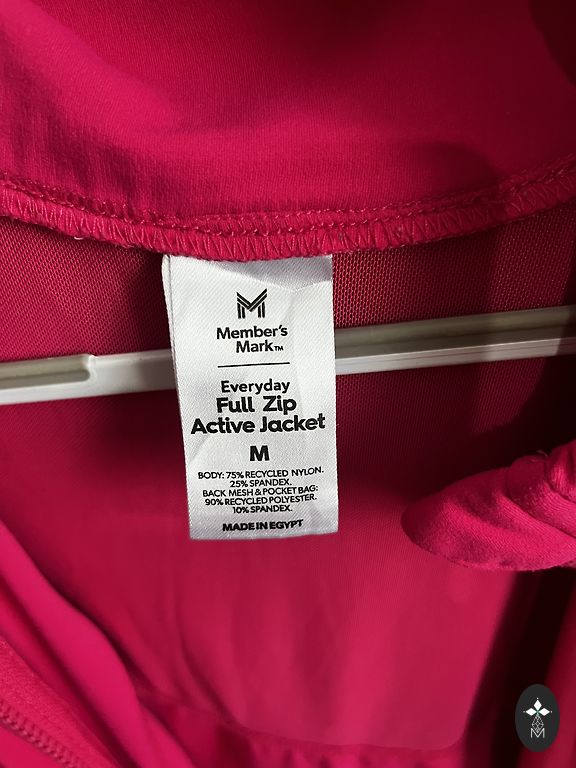 Member's
Mark™
Everyday
Full Zip
Active Jacket
M
BODY: 75% RECYCLED NYLON.
25% SPANDEX.
BACK MESH & POCKET BAG:
90% RECYCLED POLYESTER.
10% SPANDEX.
MADE IN EGYPT
M